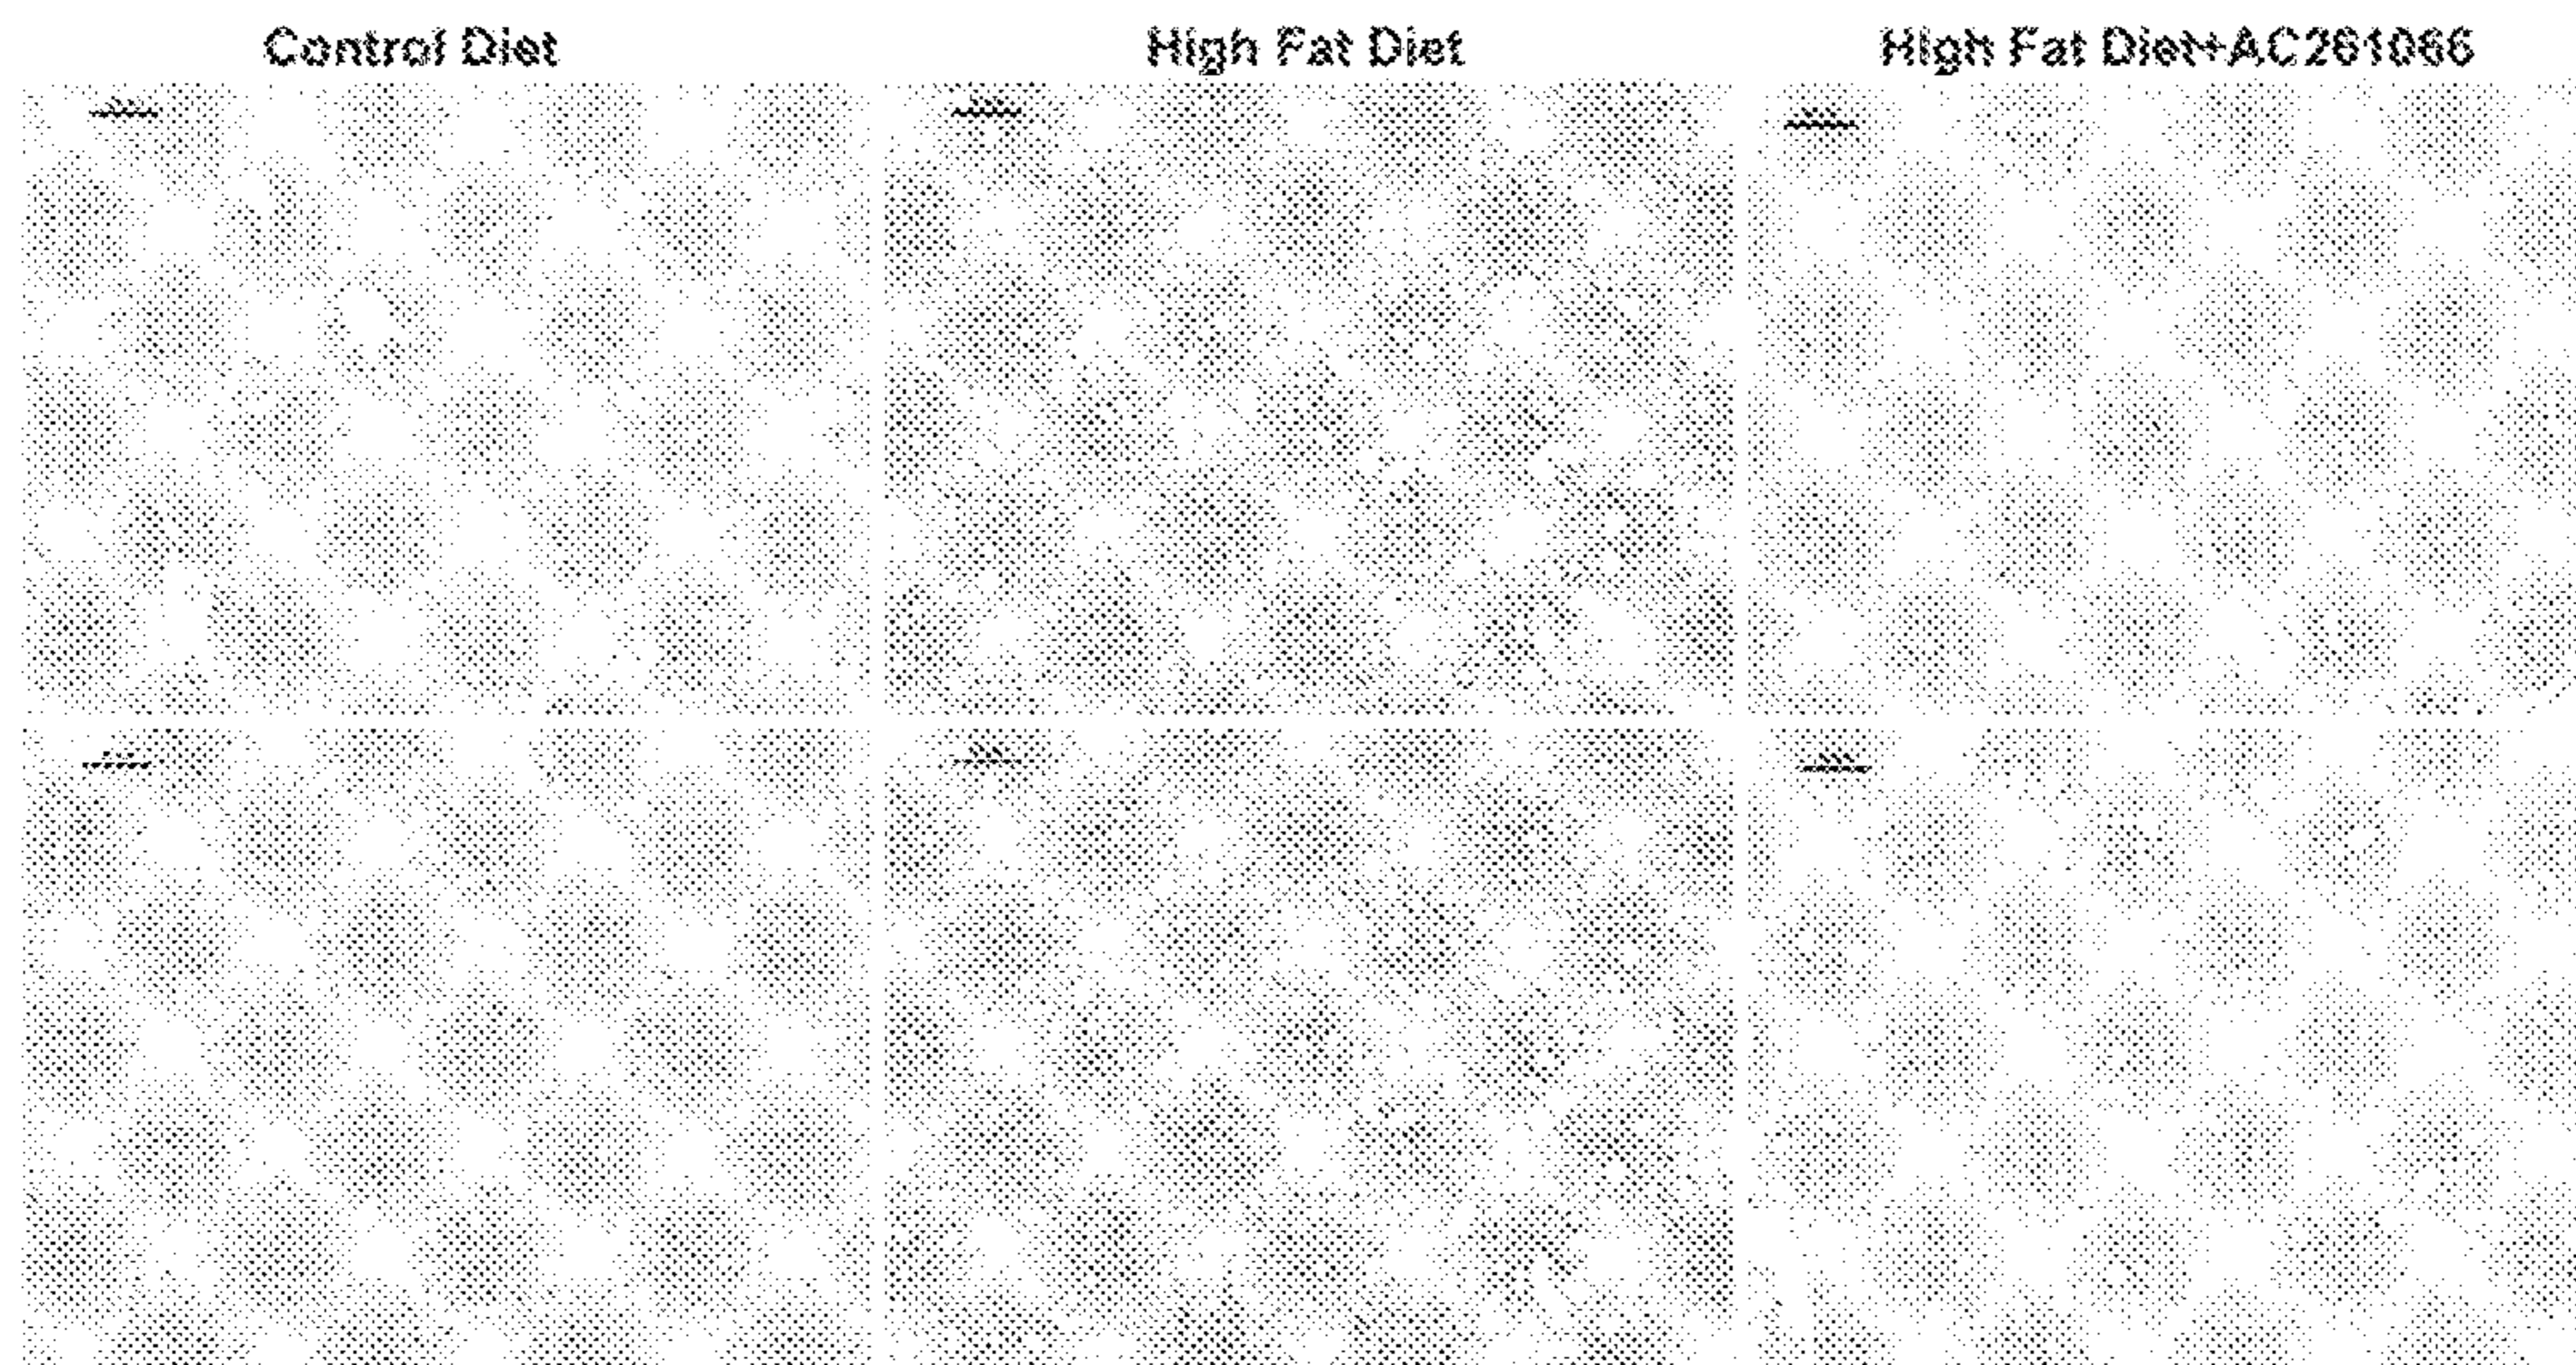 Control Diet
High Fat Diet
High Fat Diet+AC261066